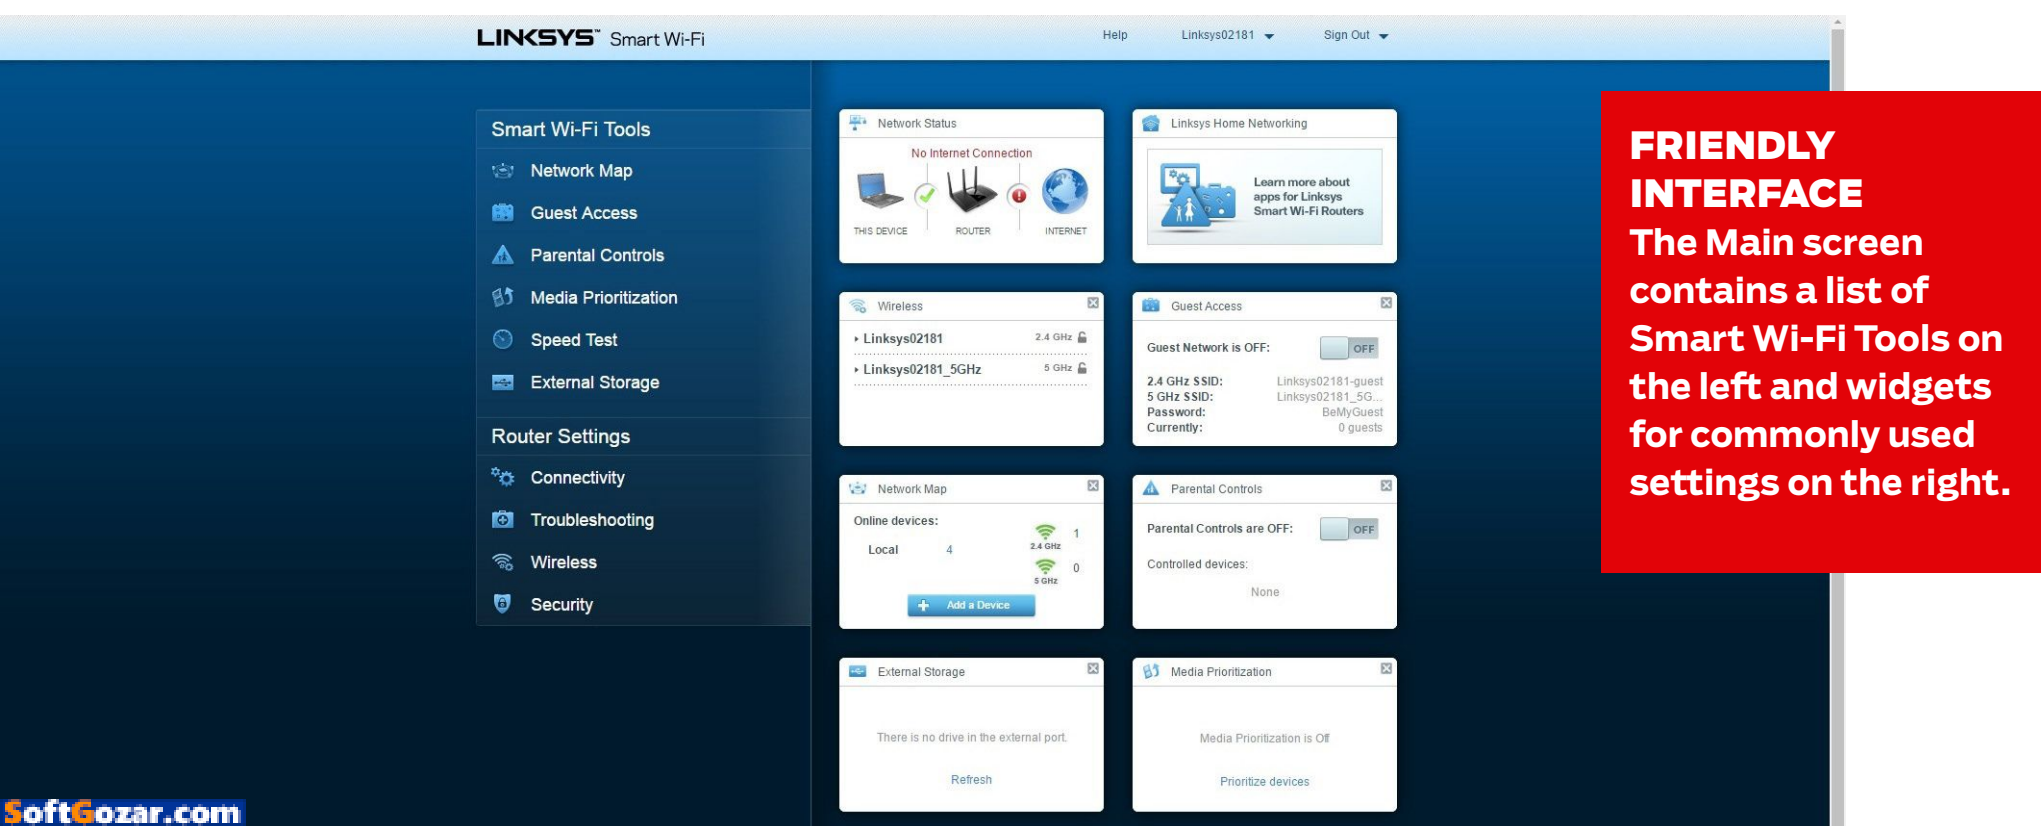 LINKSYS™ Smart Wi-Fi
Help
Linksys02181
Sign Out
Smart Wi-Fi Tools
Network Map
Guest Access
Parental Controls
Media Prioritization
Speed Test
External Storage
Router Settings
Connectivity
Troubleshooting
Wireless
Security
Network Status
No Internet Connection
THIS DEVICE
ROUTER
INTERNET
Linksys Home Networking
Learn more about
apps for Linksys
Smart Wi-Fi Routers
Wireless
Linksys02181 2.4 GHz
Linksys02181_5GHz 5 GHz
Guest Access
Guest Network is OFF: OFF
2.4 GHz SSID: Linksys02181-guest
5 GHz SSID: Linksys02181_5G...
Password: BeMyGuest
Currently: 0 guests
Network Map
Online devices:
Local 4
1
2.4 GHz
0
5 GHz
Add a Device
Parental Controls
Parental Controls are OFF: OFF
Controlled devices:
None
External Storage
There is no drive in the external port.
Refresh
Media Prioritization
Media Prioritization is Off
Prioritize devices
FRIENDLY
INTERFACE
The Main screen
contains a list of
Smart Wi-Fi Tools on
the left and widgets
for commonly used
settings on the right.
SoftGozar.com